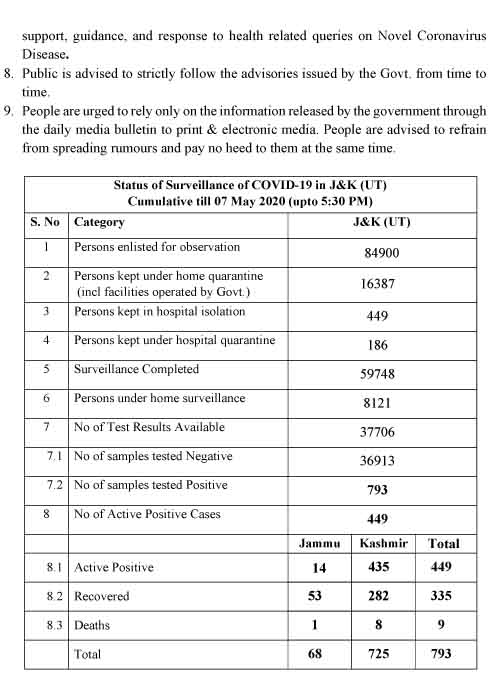 support, guidance, and response to health related queries on Novel Coronavirus
Disease.
8. Public is advised to strictly follow the advisories issued by the Govt. from time to
time.
9. People are urged to rely only on the information released by the government through
the daily media bulletin to print & electronic media. People are advised to refrain
from spreading rumours and pay no heed to them at the same time.
Status of Surveillance of COVID-19 in J&K (UT)
Cumulative till 07 May 2020 (upto 5:30 PM)
S. No Category J&K (UT)
1 Persons enlisted for observation 84900
2 Persons kept under home quarantine
(incl facilities operated by Govt.) 16387
3 Persons kept in hospital isolation 449
4 Persons kept under hospital quarantine 186
5 Surveillance Completed 59748
6 Persons under home surveillance 8121
7 No of Test Results Available 37706
7.1 No of samples tested Negative 36913
7.2 No of samples tested Positive 793
8 No of Active Positive Cases 449
Jammu Kashmir Total
8.1 Active Positive 14 435 449
8.2 Recovered 53 282 335
8.3 Deaths 1 8 9
Total 68 725 793